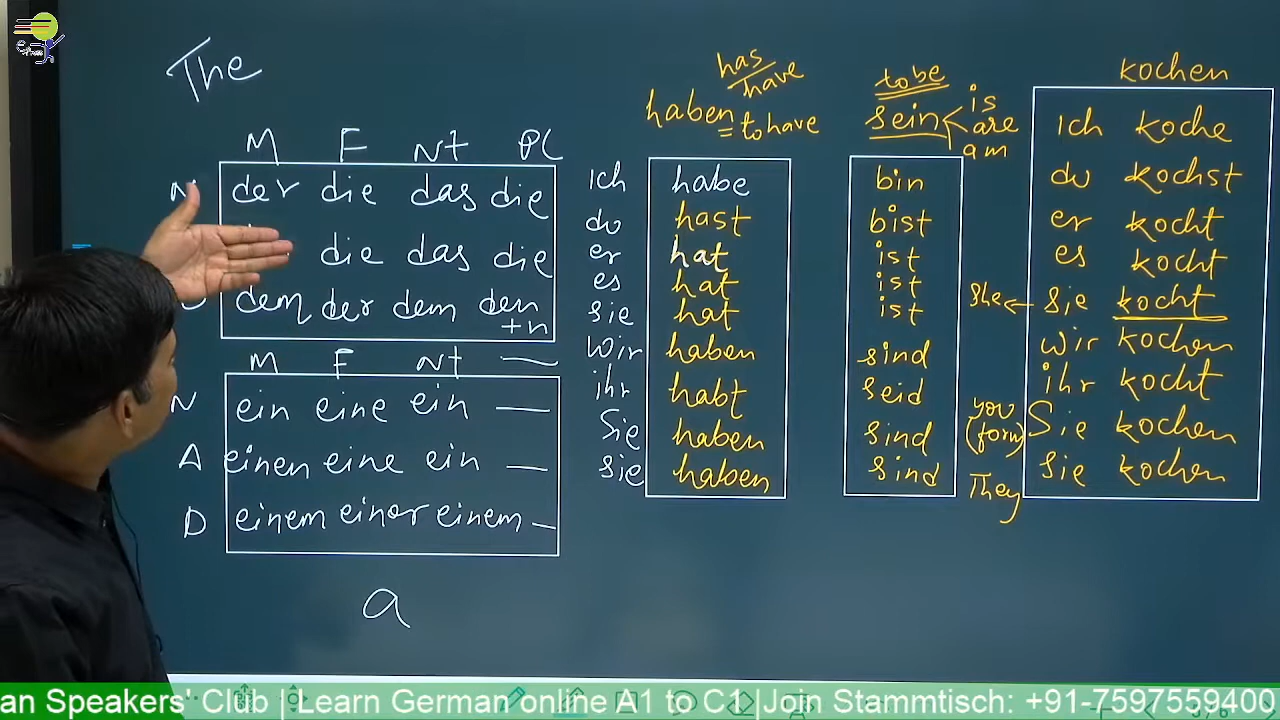 The
M F Nt Pl
N der die das die
die das die
dem der dem den
+n
M F Nt —
N ein eine ein —
A einen eine ein —
D einem einer einem —
a
has/have
haben = to have
Ich habe
du hast
er hat
es hat
sie hat
wir haben
ihr habt
Sie haben
sie haben
to be
sein < is
are
am
bin
bist
ist
ist
ist
sind
seid
sind
sind
kochen
Ich koche
du kochst
er kocht
es kocht
She ← sie kocht
wir kochen
ihr kocht
you (form) Sie kochen
They sie kochen
an Speakers' Club | Learn German online A1 to C1 | Join Stammtisch: +91-7597559400